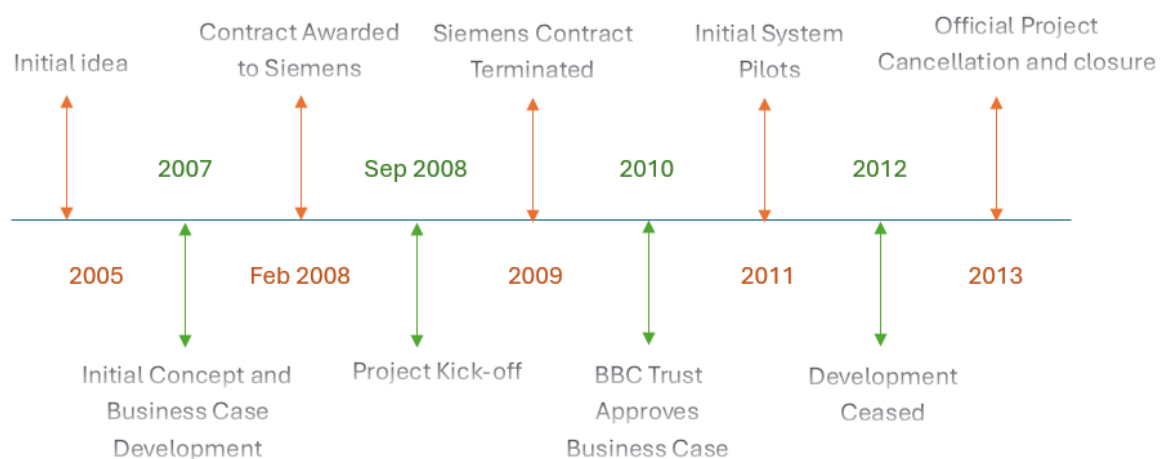 Initial idea
Contract Awarded
to Siemens
Siemens Contract
Terminated
Initial System
Pilots
Official Project
Cancellation and closure
2007
Sep 2008
2010
2012
2005
Feb 2008
2009
2011
2013
Initial Concept and
Business Case
Development
Project Kick-off
BBC Trust
Approves
Business Case
Development
Ceased